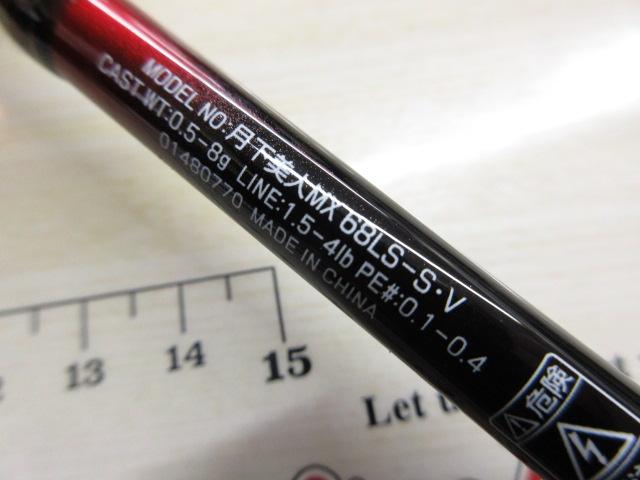 MODEL NO:月下美人MX 68LS-S・V
CAST.WT:0.5-8g LINE:1.5-4lb PE#:0.1-0.4
01480770 MADE IN CHINA
危険
13 14 15
Let